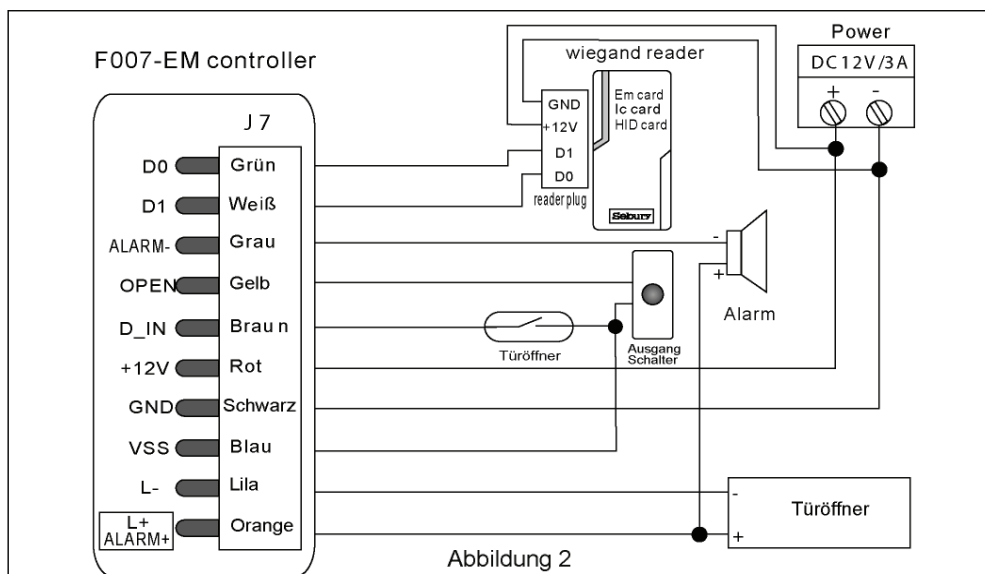 F007-EM controller
J7
D0 Grün
D1 Weiß
ALARM- Grau
OPEN Gelb
D_IN Braun
+12V Rot
GND Schwarz
VSS Blau
L- Lila
L+
ALARM+
Orange
wiegand reader
GND
+12V
D1
D0
reader plug
Em card
Ic card
HID card
Sebury
Power
DC12V/3A
+ -
-
+
Alarm
Türöffner
Ausgang
Schalter
-
+
Türöffner
Abbildung 2